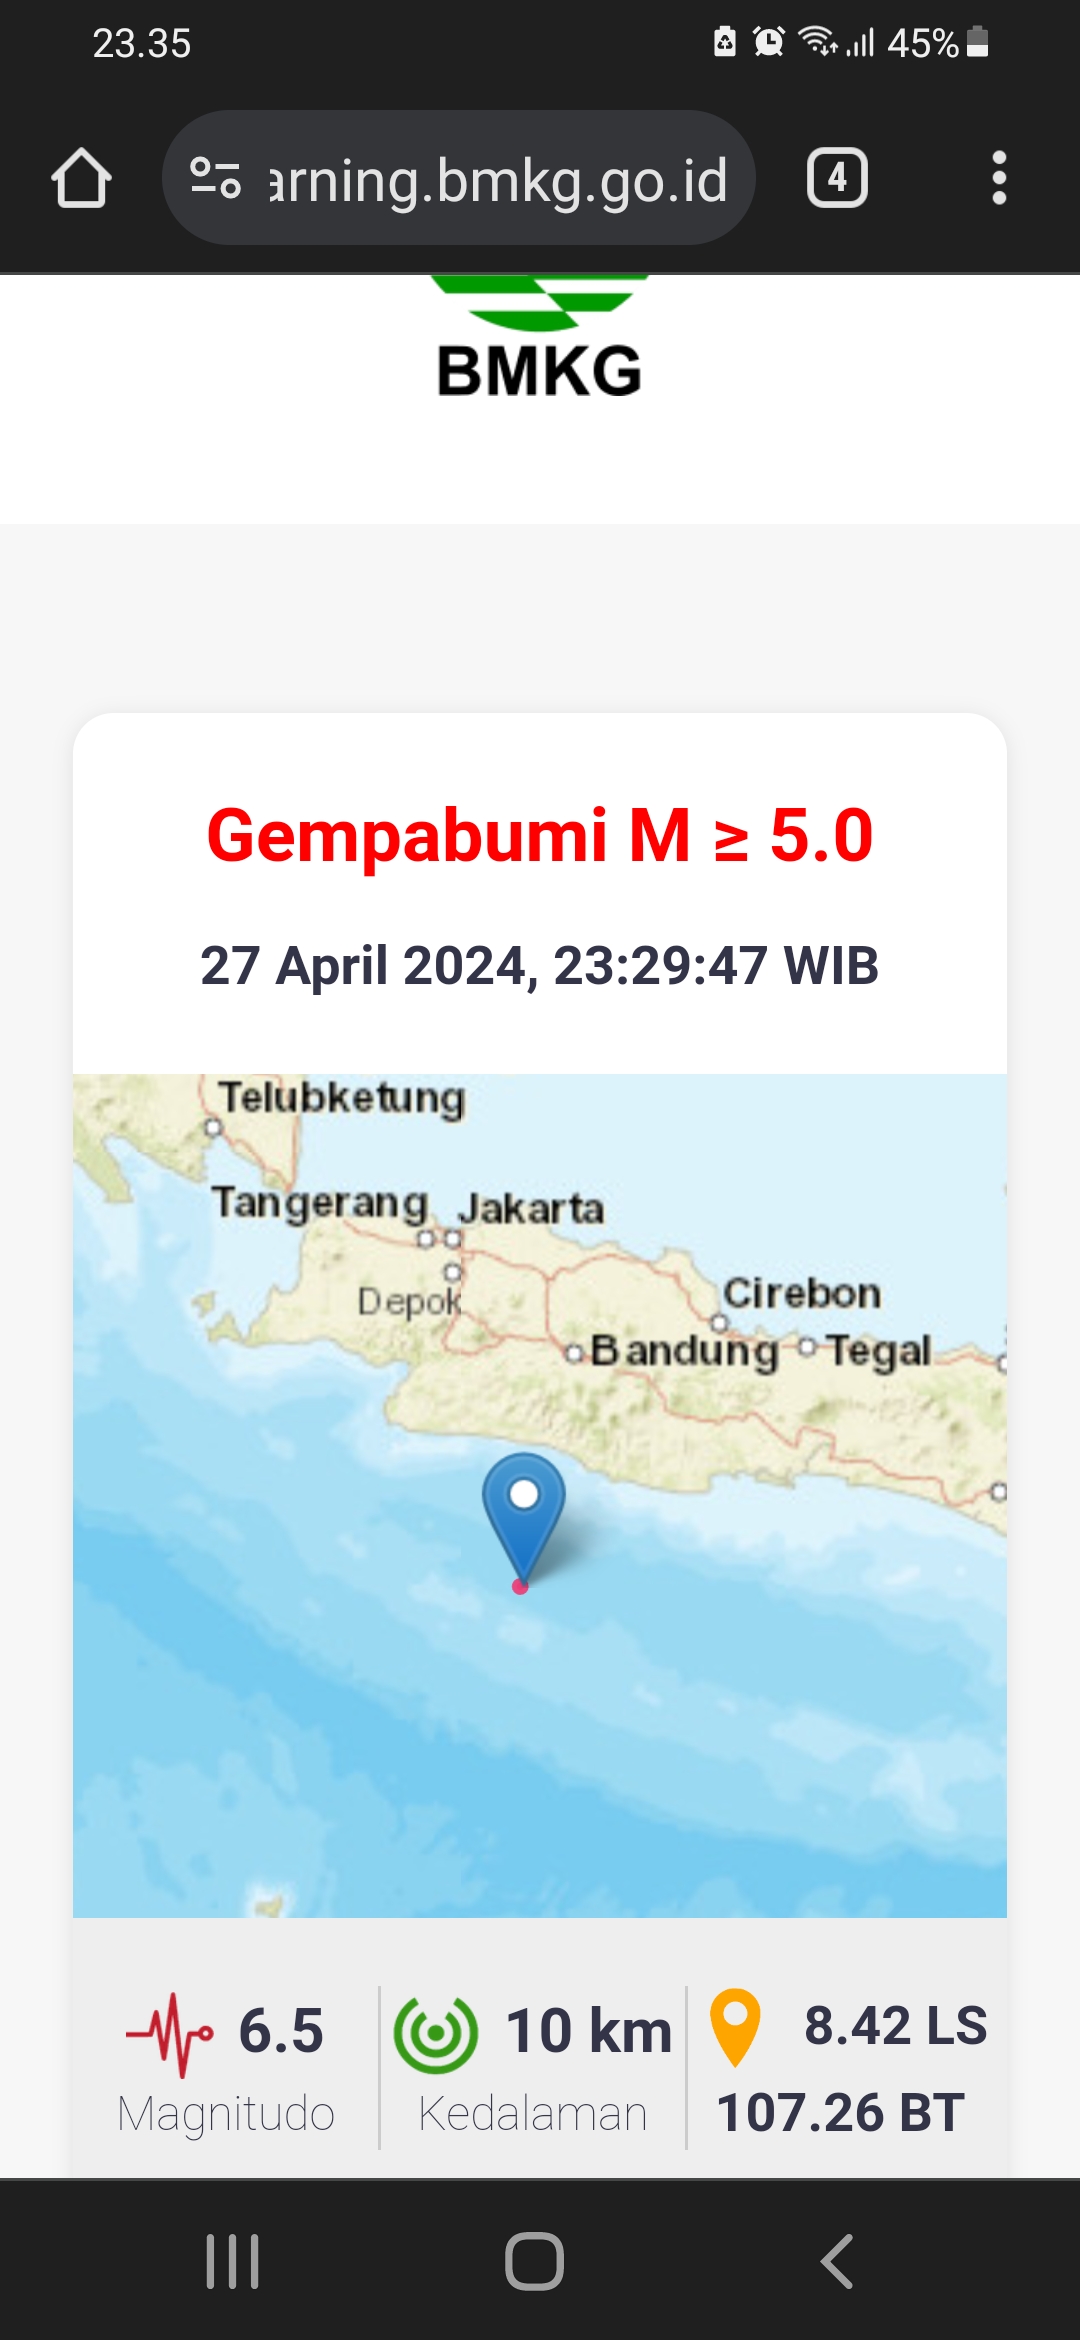 23.35
45%
arning.bmkg.go.id
4
BMKG
Gempabumi M ≥ 5.0
27 April 2024, 23:29:47 WIB
Telubketung
Tangerang Jakarta
Depok
Cirebon
Bandung Tegal
6.5
10 km
8.42 LS
Magnitudo
Kedalaman
107.26 BT